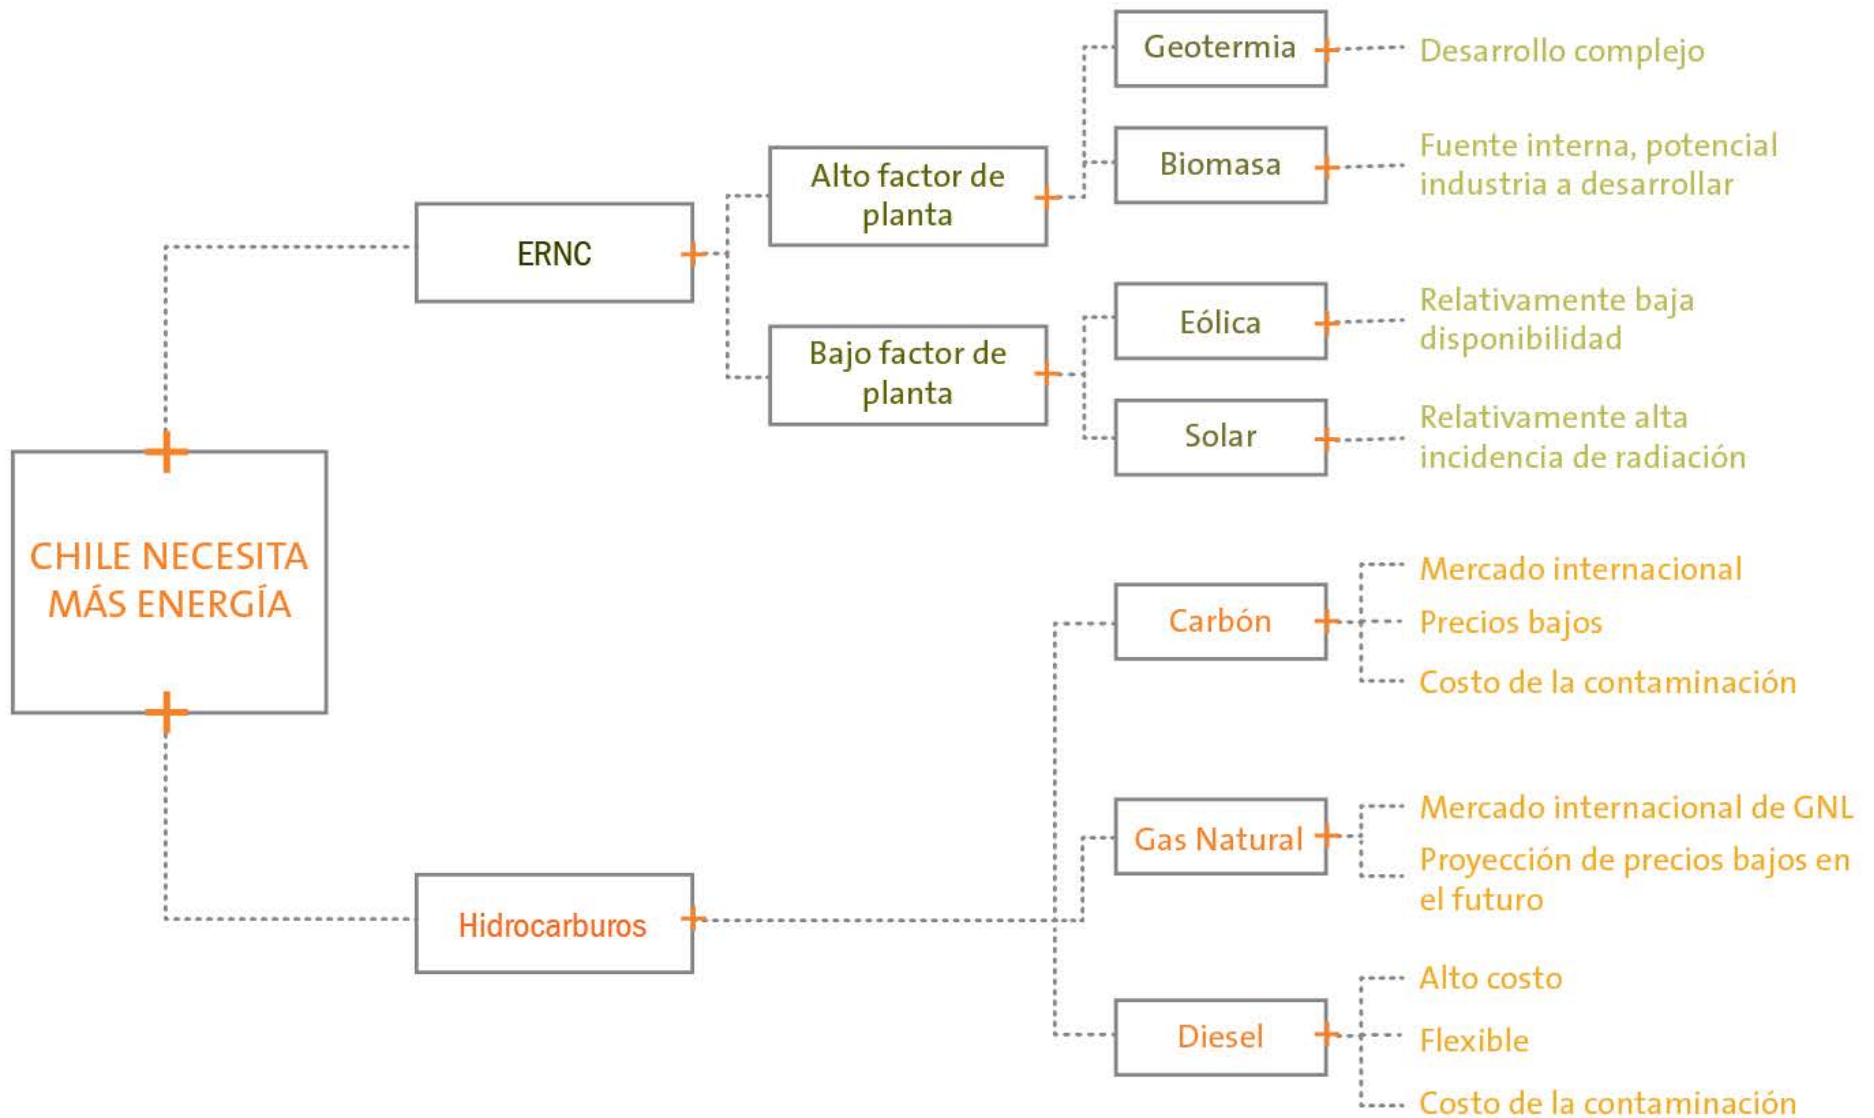 CHILE NECESITA
MÁS ENERGÍA
ERNC
Alto factor de
planta
Geotermia
Desarrollo complejo
Biomasa
Fuente interna, potencial
industria a desarrollar
Bajo factor de
planta
Eólica
Relativamente baja
disponibilidad
Solar
Relativamente alta
incidencia de radiación
Hidrocarburos
Carbón
Mercado internacional
Precios bajos
Costo de la contaminación
Gas Natural
Mercado internacional de GNL
Proyección de precios bajos en
el futuro
Diesel
Alto costo
Flexible
Costo de la contaminación